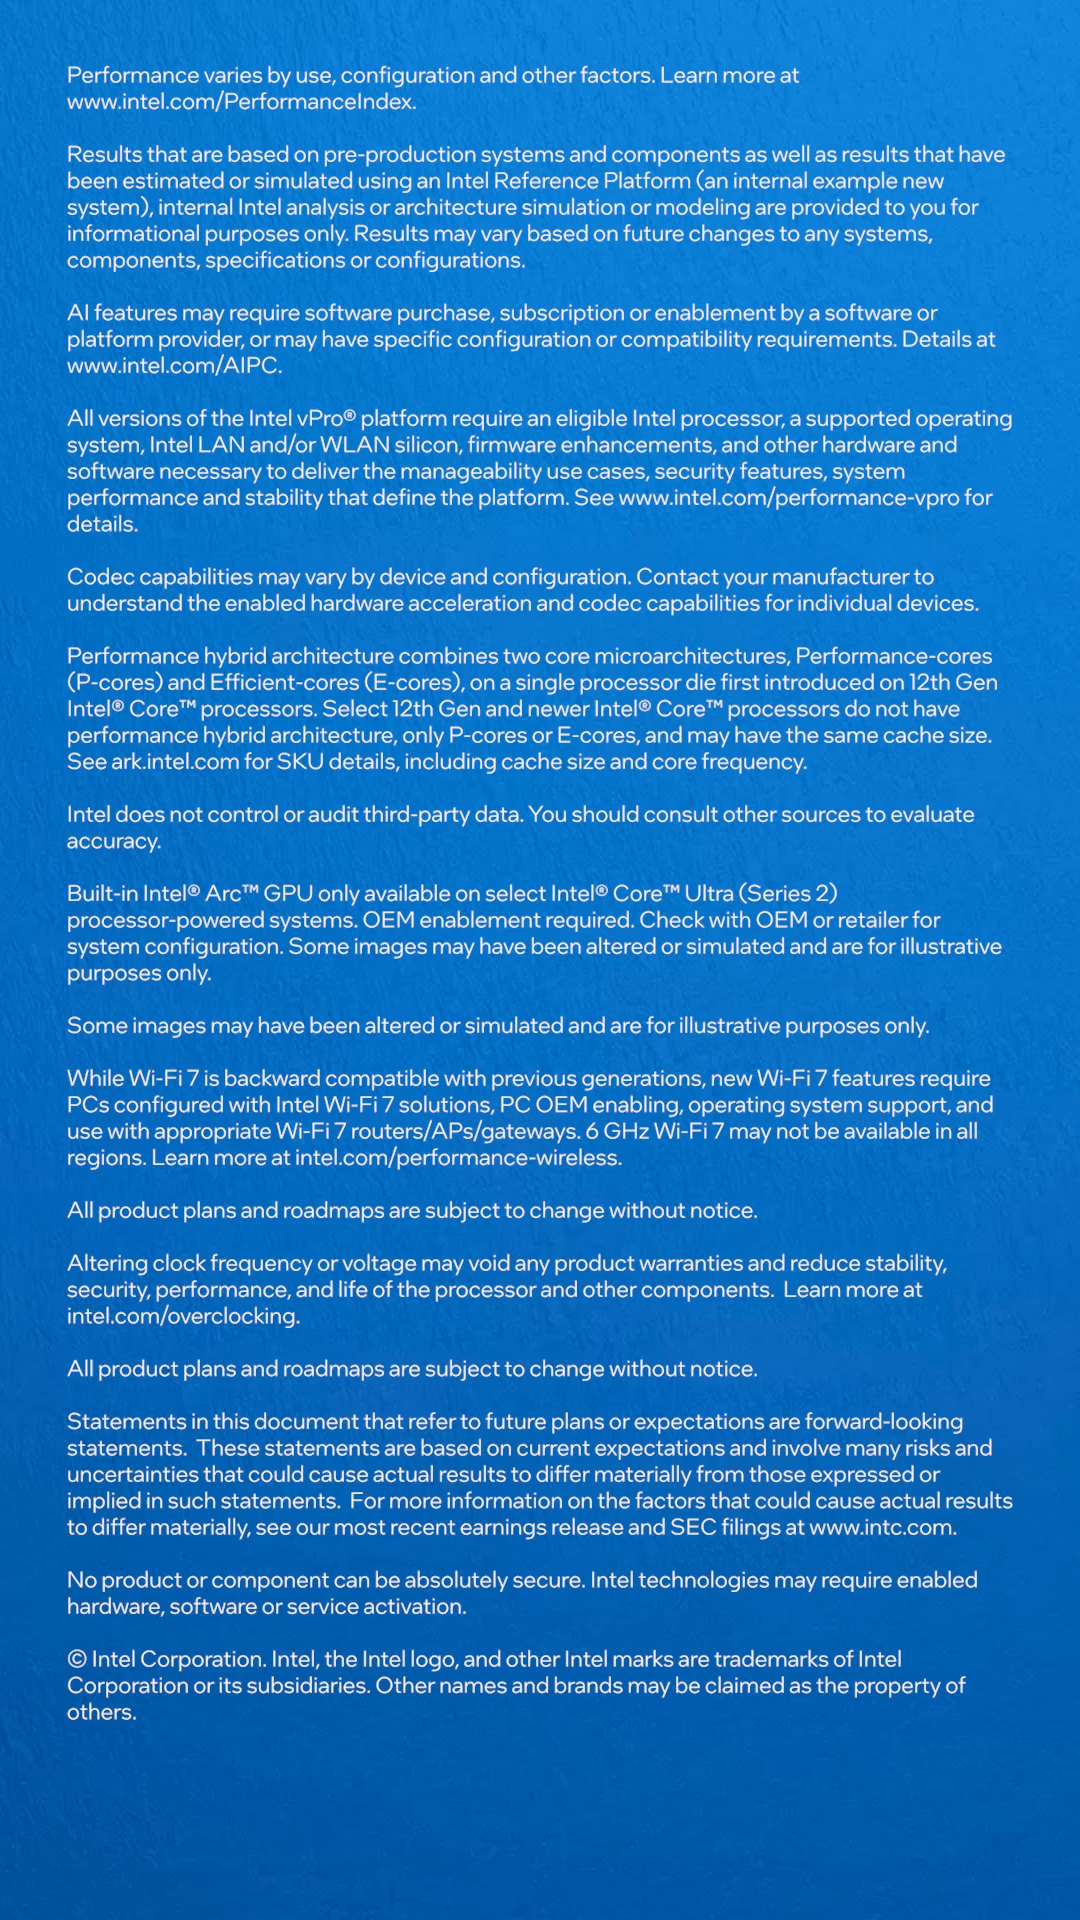 Performance varies by use, configuration and other factors. Learn more at
www.intel.com/PerformanceIndex.
Results that are based on pre-production systems and components as well as results that have
been estimated or simulated using an Intel Reference Platform (an internal example new
system), internal Intel analysis or architecture simulation or modeling are provided to you for
informational purposes only. Results may vary based on future changes to any systems,
components, specifications or configurations.
AI features may require software purchase, subscription or enablement by a software or
platform provider, or may have specific configuration or compatibility requirements. Details at
www.intel.com/AIPC.
All versions of the Intel vPro® platform require an eligible Intel processor, a supported operating
system, Intel LAN and/or WLAN silicon, firmware enhancements, and other hardware and
software necessary to deliver the manageability use cases, security features, system
performance and stability that define the platform. See www.intel.com/performance-vpro for
details.
Codec capabilities may vary by device and configuration. Contact your manufacturer to
understand the enabled hardware acceleration and codec capabilities for individual devices.
Performance hybrid architecture combines two core microarchitectures, Performance-cores
(P-cores) and Efficient-cores (E-cores), on a single processor die first introduced on 12th Gen
Intel® Core™ processors. Select 12th Gen and newer Intel® Core™ processors do not have
performance hybrid architecture, only P-cores or E-cores, and may have the same cache size.
See ark.intel.com for SKU details, including cache size and core frequency.
Intel does not control or audit third-party data. You should consult other sources to evaluate
accuracy.
Built-in Intel® Arc™ GPU only available on select Intel® Core™ Ultra (Series 2)
processor-powered systems. OEM enablement required. Check with OEM or retailer for
system configuration. Some images may have been altered or simulated and are for illustrative
purposes only.
Some images may have been altered or simulated and are for illustrative purposes only.
While Wi-Fi 7 is backward compatible with previous generations, new Wi-Fi 7 features require
PCs configured with Intel Wi-Fi 7 solutions, PC OEM enabling, operating system support, and
use with appropriate Wi-Fi 7 routers/APs/gateways. 6 GHz Wi-Fi 7 may not be available in all
regions. Learn more at intel.com/performance-wireless.
All product plans and roadmaps are subject to change without notice.
Altering clock frequency or voltage may void any product warranties and reduce stability,
security, performance, and life of the processor and other components.  Learn more at
intel.com/overclocking.
All product plans and roadmaps are subject to change without notice.
Statements in this document that refer to future plans or expectations are forward-looking
statements.  These statements are based on current expectations and involve many risks and
uncertainties that could cause actual results to differ materially from those expressed or
implied in such statements.  For more information on the factors that could cause actual results
to differ materially, see our most recent earnings release and SEC filings at www.intc.com.
No product or component can be absolutely secure. Intel technologies may require enabled
hardware, software or service activation.
© Intel Corporation. Intel, the Intel logo, and other Intel marks are trademarks of Intel
Corporation or its subsidiaries. Other names and brands may be claimed as the property of
others.